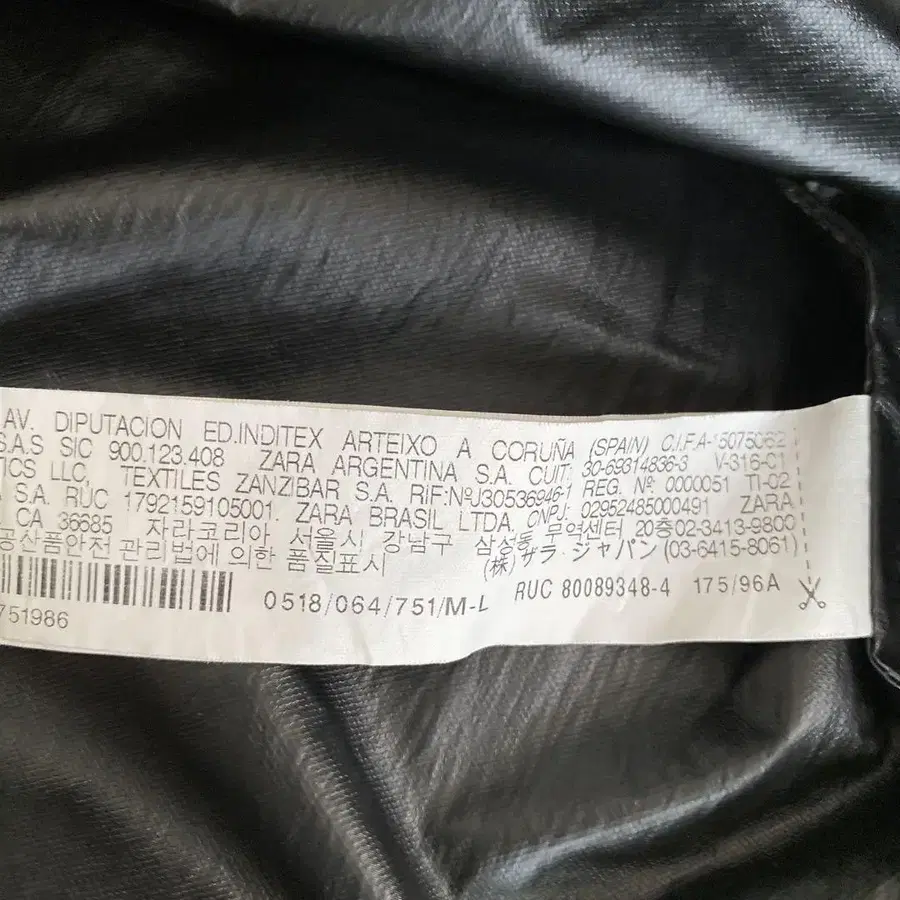 AV. DIPUTACION ED.INDITEX ARTEIXO A CORUÑA (SPAIN) C.I.F.A-15075062
S.A.S SIC 900.123.408 ZARA ARGENTINA S.A. CUIT: 30-69314836-3 V-316-C1
TICS LLC, TEXTILES ZANZIBAR S.A. RiF:NºJ30536946-1 REG. Nº. 0000051 TI-02
S.A. RUC 1792159105001. ZARA BRASIL LTDA. CNPJ: 02952485000491 ZARA
CA 36685 자라코리아 서울시 강남구 삼성동 무역센터 20층02-3413-9800
공산품안전 관리법에 의한 품질표시 (株) ザラ・ジャパン (03-6415-8061)
751986 0518/064/751/M-L RUC 80089348-4 175/96A